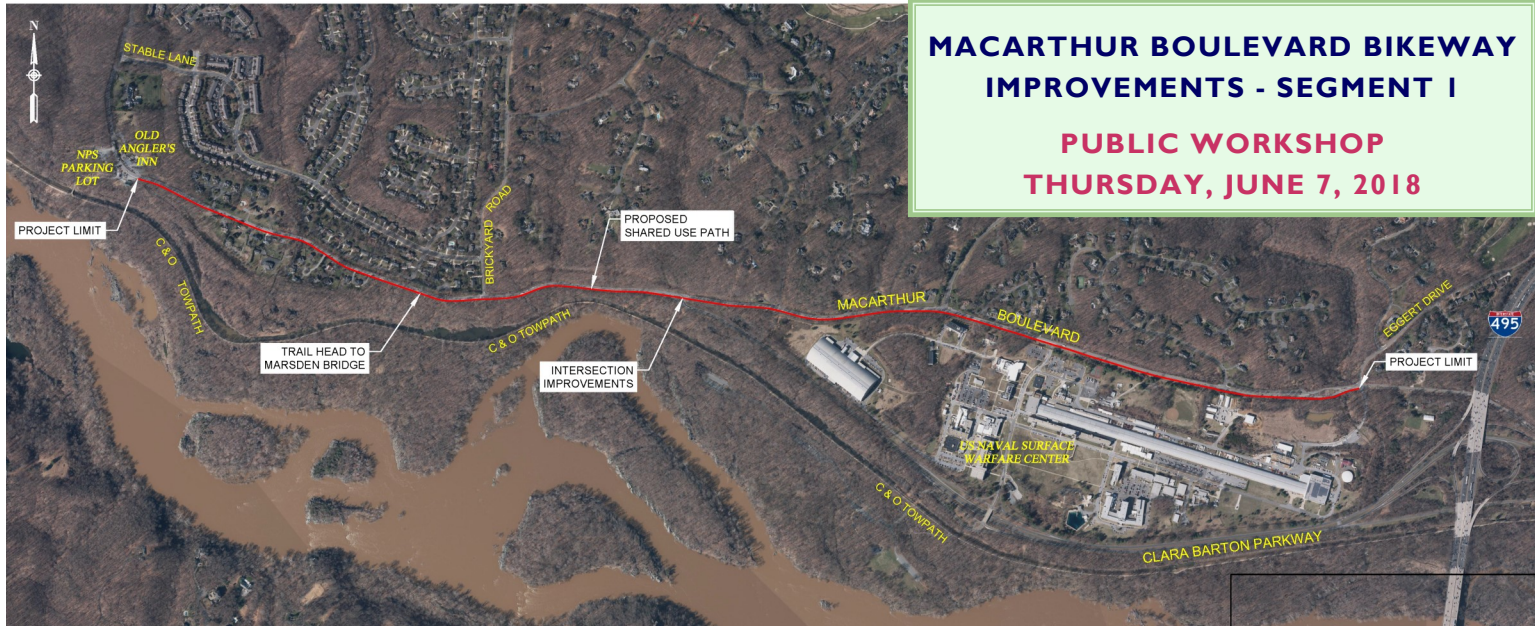 MACARTHUR BOULEVARD BIKEWAY
IMPROVEMENTS - SEGMENT 1
PUBLIC WORKSHOP
THURSDAY, JUNE 7, 2018
N
STABLE LANE
OLD
ANGLER'S
INN
NPS
PARKING
LOT
PROJECT LIMIT
C & O TOWPATH
BRICKYARD ROAD
PROPOSED
SHARED USE PATH
TRAIL HEAD TO
MARSDEN BRIDGE
C & O TOWPATH
INTERSECTION
IMPROVEMENTS
MACARTHUR BOULEVARD
EGGERT DRIVE
495
PROJECT LIMIT
US NAVAL SURFACE
WARFARE CENTER
C & O TOWPATH
CLARA BARTON PARKWAY